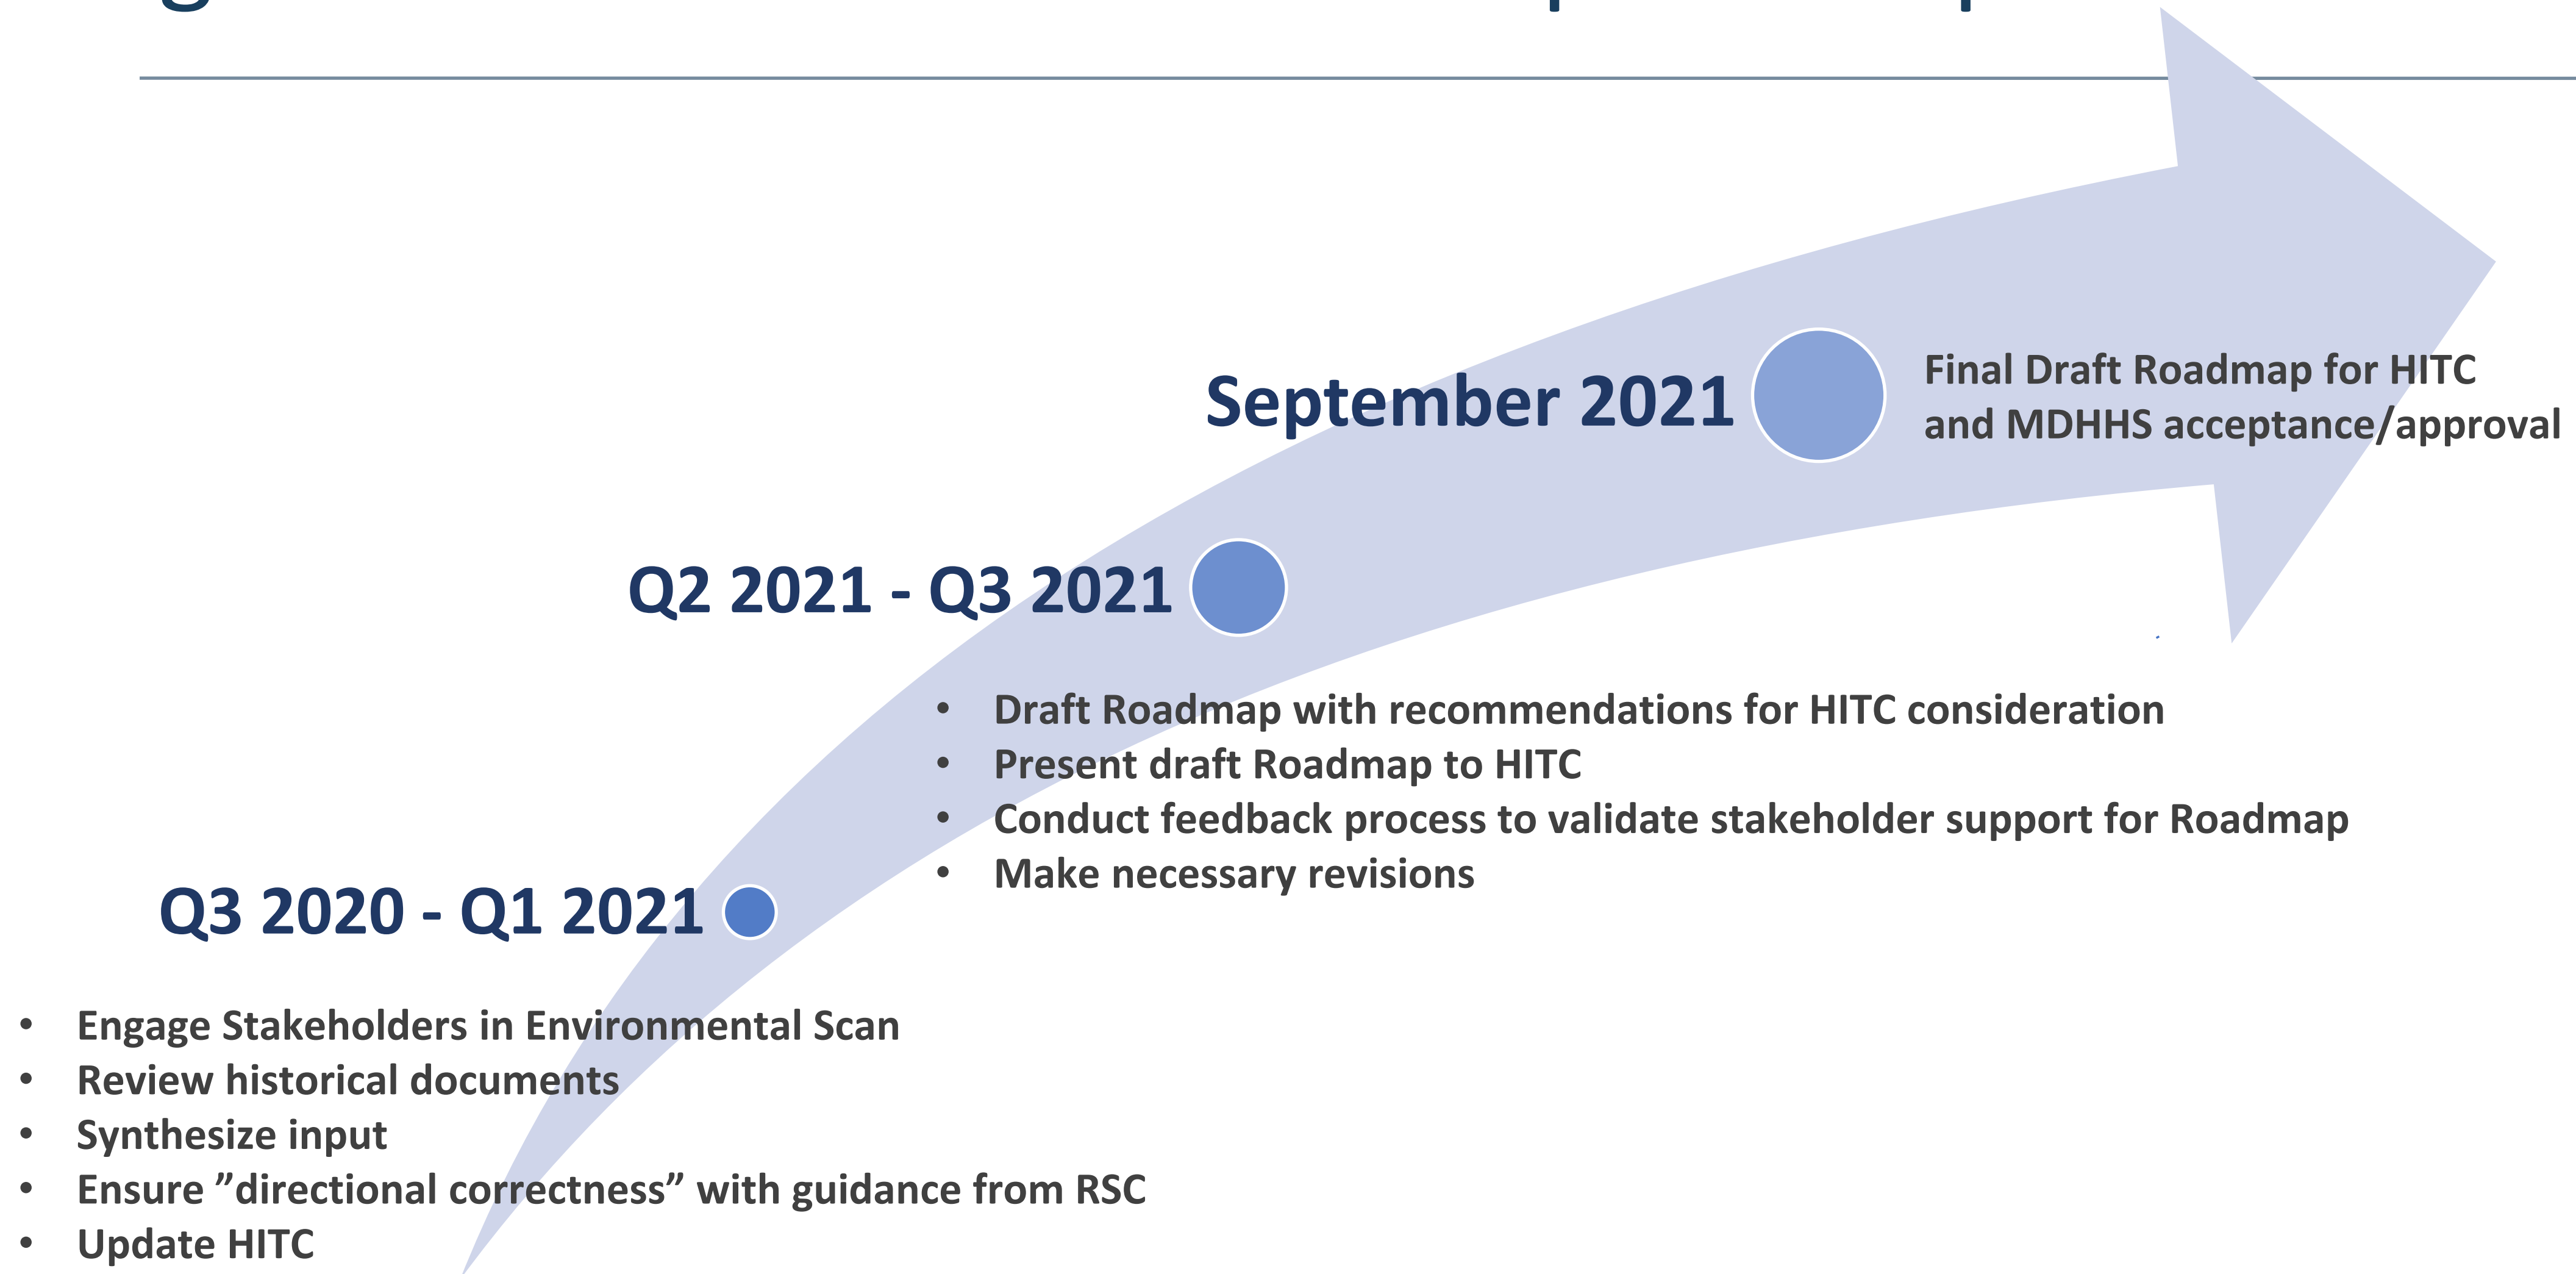 September 2021
Final Draft Roadmap for HITC
and MDHHS acceptance/approval
Q2 2021 - Q3 2021
• Draft Roadmap with recommendations for HITC consideration
• Present draft Roadmap to HITC
• Conduct feedback process to validate stakeholder support for Roadmap
• Make necessary revisions
Q3 2020 - Q1 2021
• Engage Stakeholders in Environmental Scan
• Review historical documents
• Synthesize input
• Ensure ”directional correctness” with guidance from RSC
• Update HITC